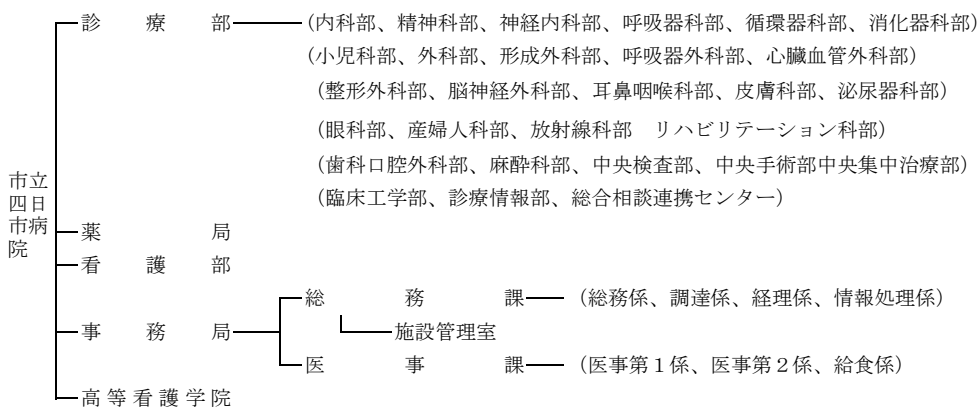 診療部 (内科部、精神科部、神経内科部、呼吸器科部、循環器科部、消化器科部)
(小児科部、外科部、形成外科部、呼吸器外科部、心臓血管外科部)
(整形外科部、脳神経外科部、耳鼻咽喉科部、皮膚科部、泌尿器科部)
(眼科部、産婦人科部、放射線科部　リハビリテーション科部)
(歯科口腔外科部、麻酔科部、中央検査部、中央手術部中央集中治療部)
(臨床工学部、診療情報部、総合相談連携センター)
市立
四日
市病
院
薬局
看護部
総務課 (総務係、調達係、経理係、情報処理係)
事務局 施設管理室
医事課 (医事第１係、医事第２係、給食係)
高等看護学院